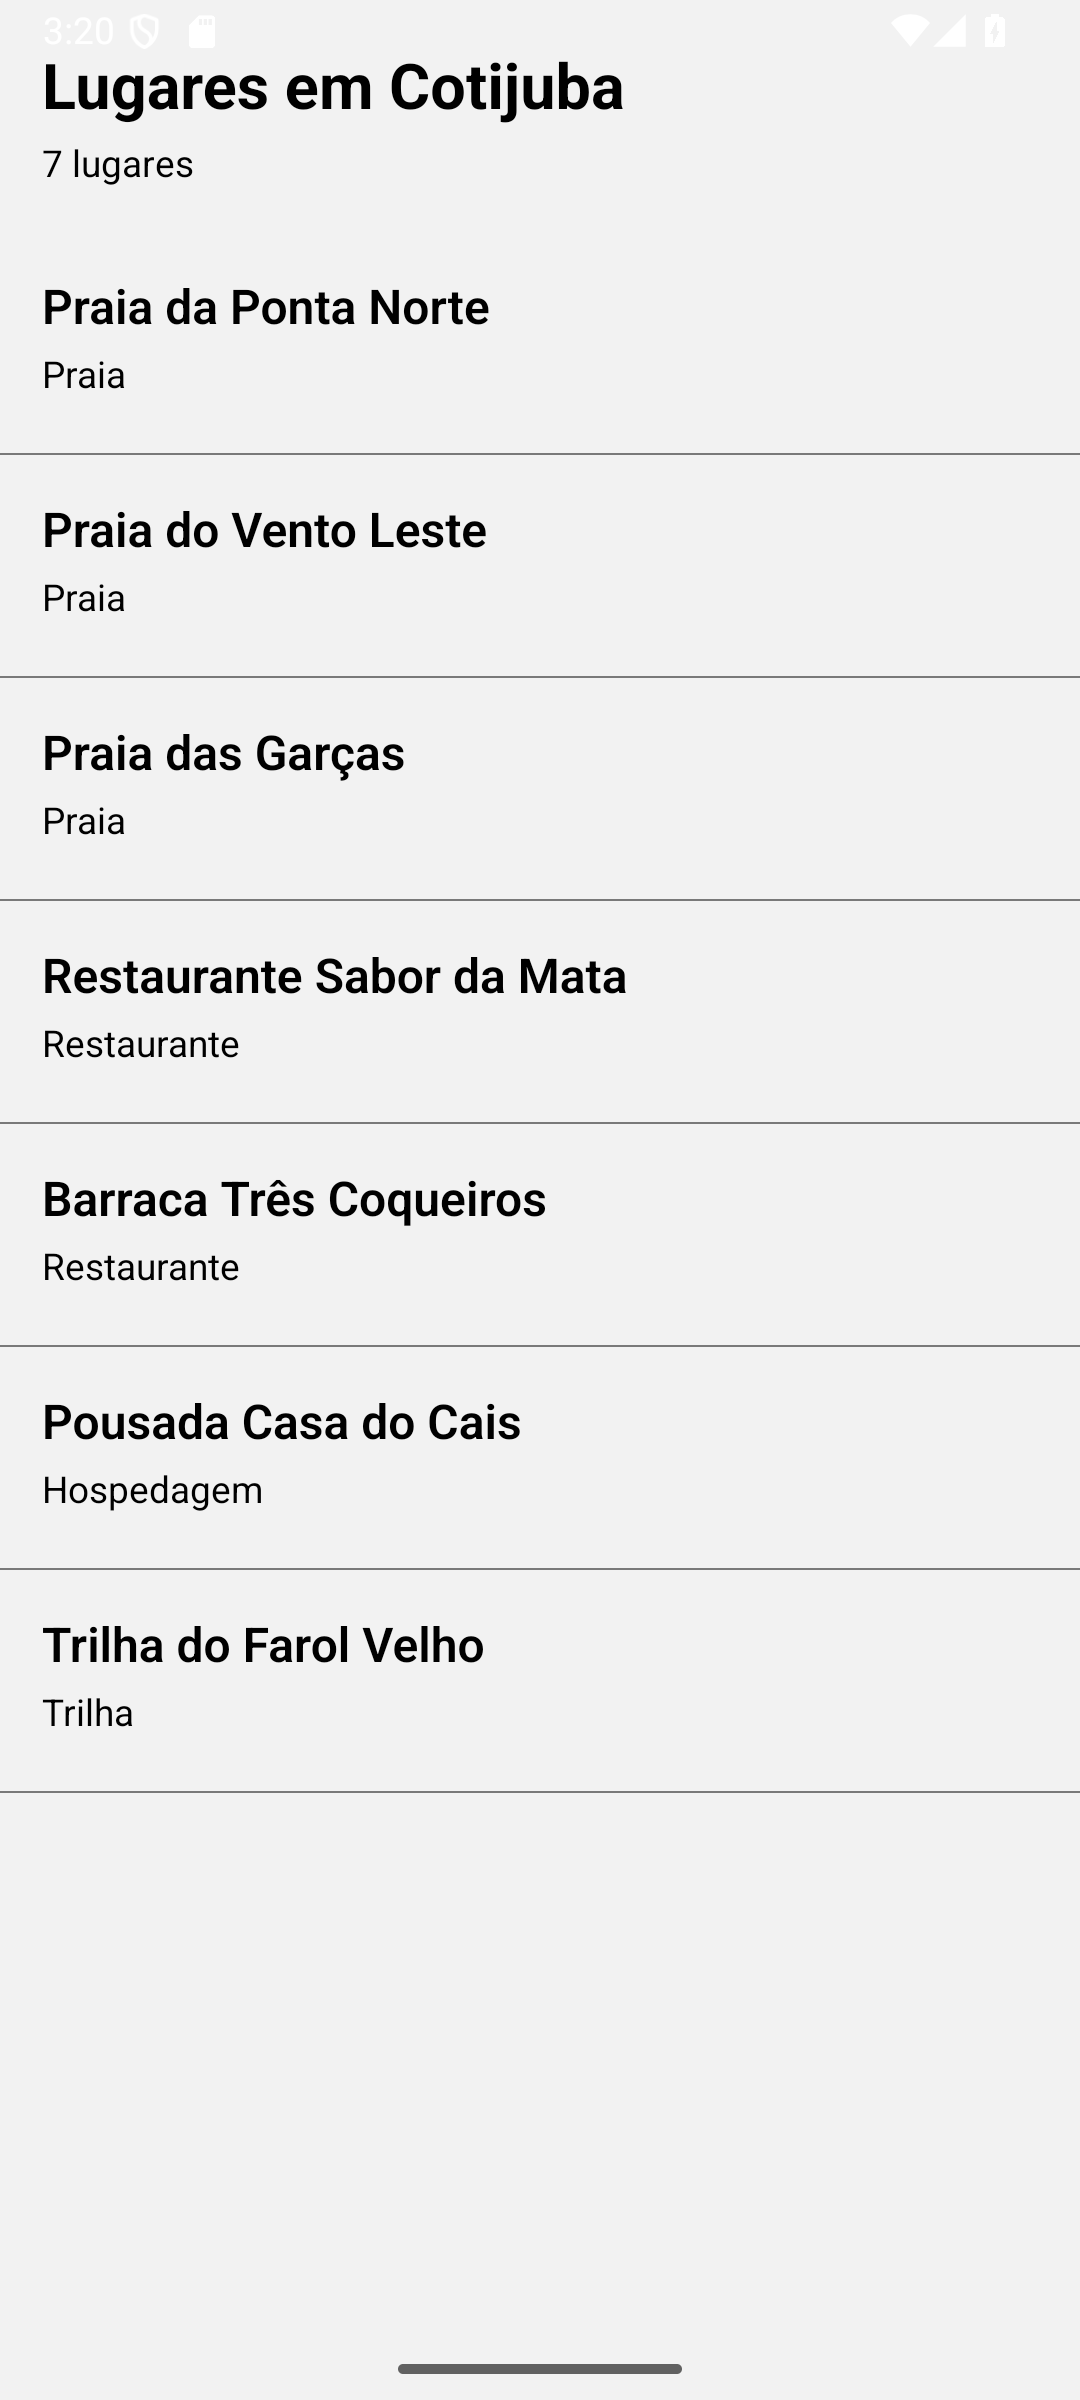 3:20
Lugares em Cotijuba
7 lugares
Praia da Ponta Norte
Praia
Praia do Vento Leste
Praia
Praia das Garças
Praia
Restaurante Sabor da Mata
Restaurante
Barraca Três Coqueiros
Restaurante
Pousada Casa do Cais
Hospedagem
Trilha do Farol Velho
Trilha